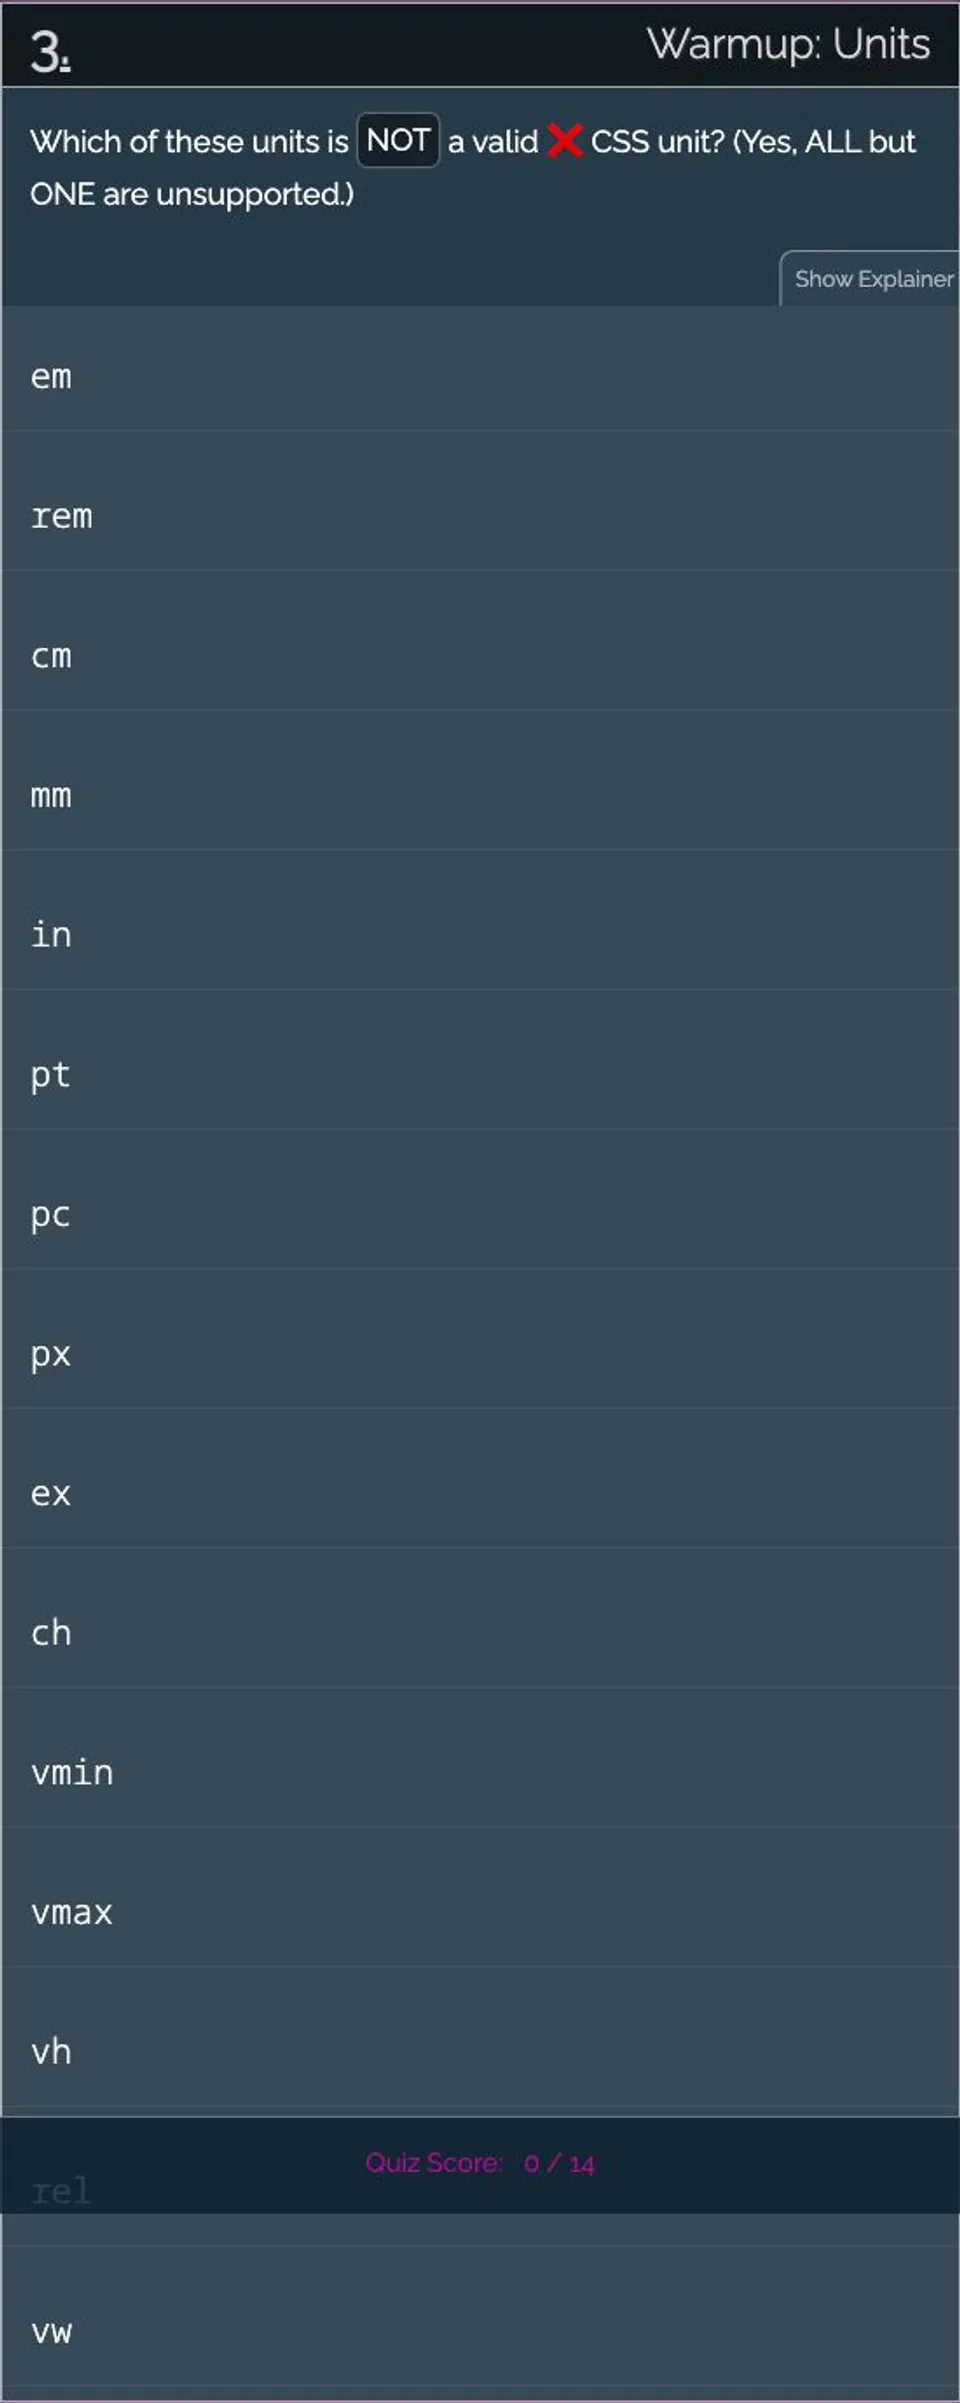 3.
Warmup: Units
Which of these units is NOT a valid ❌ CSS unit? (Yes, ALL but
ONE are unsupported.)
Show Explainer
em
rem
cm
mm
in
pt
pc
px
ex
ch
vmin
vmax
vh
Quiz Score: 0 / 14
rel
vw